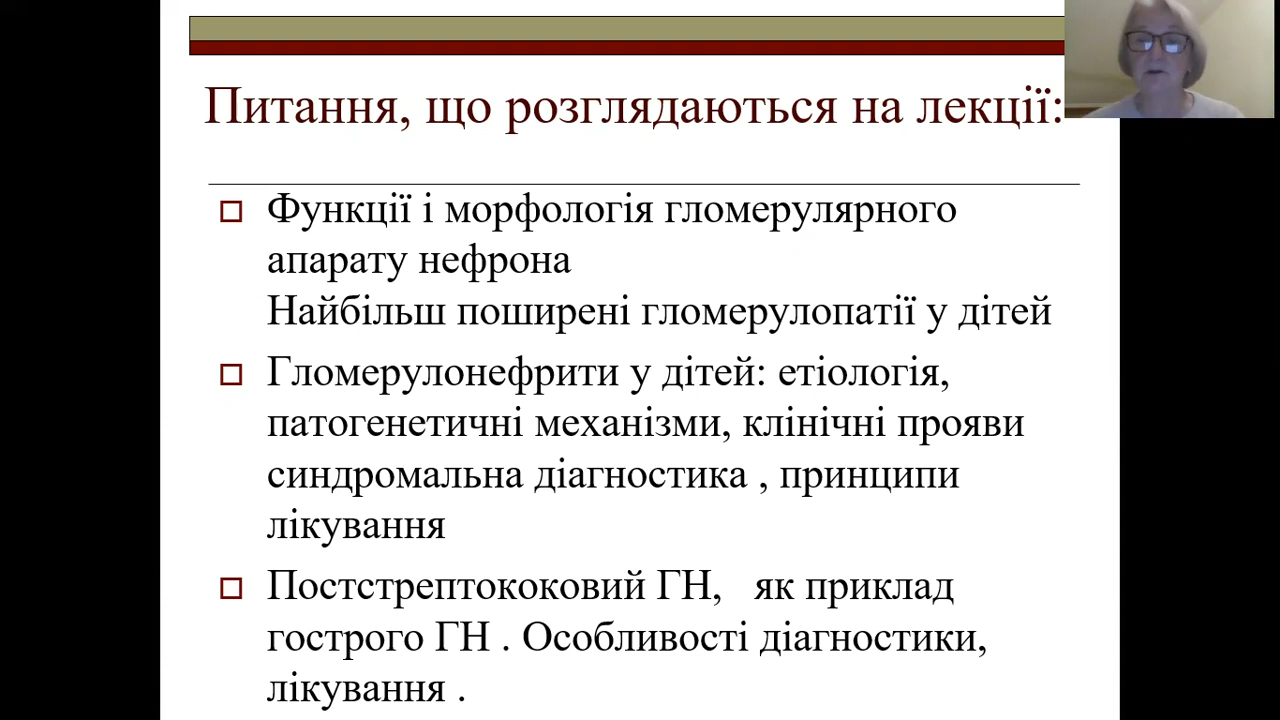 Питання, що розглядаються на лекції:
Функції і морфологія гломерулярного
апарату нефрона
Найбільш поширені гломерулопатії у дітей
Гломерулонефрити у дітей: етіологія,
патогенетичні механізми, клінічні прояви
синдромальна діагностика , принципи
лікування
Постстрептококовий ГН, як приклад
гострого ГН . Особливості діагностики,
лікування .